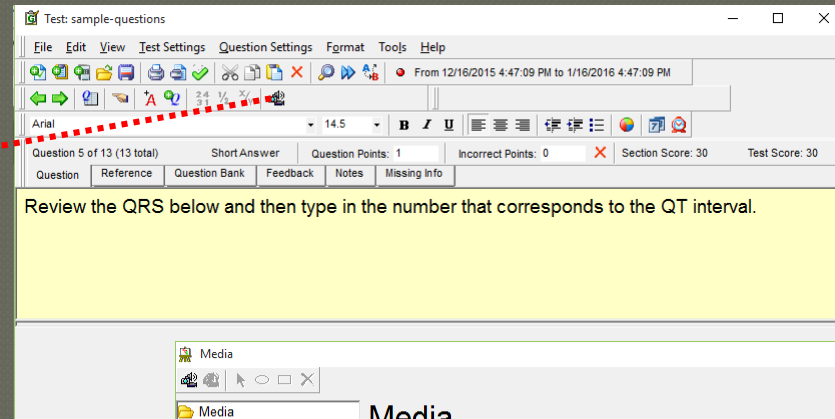 Test: sample-questions
File Edit View Test Settings Question Settings Format Tools Help
From 12/16/2015 4:47:09 PM to 1/16/2016 4:47:09 PM
Arial 14.5 B I U
Question 5 of 13 (13 total) Short Answer Question Points: 1 Incorrect Points: 0 Section Score: 30 Test Score: 30
Question Reference Question Bank Feedback Notes Missing Info
Review the QRS below and then type in the number that corresponds to the QT interval.
Media
Media Media